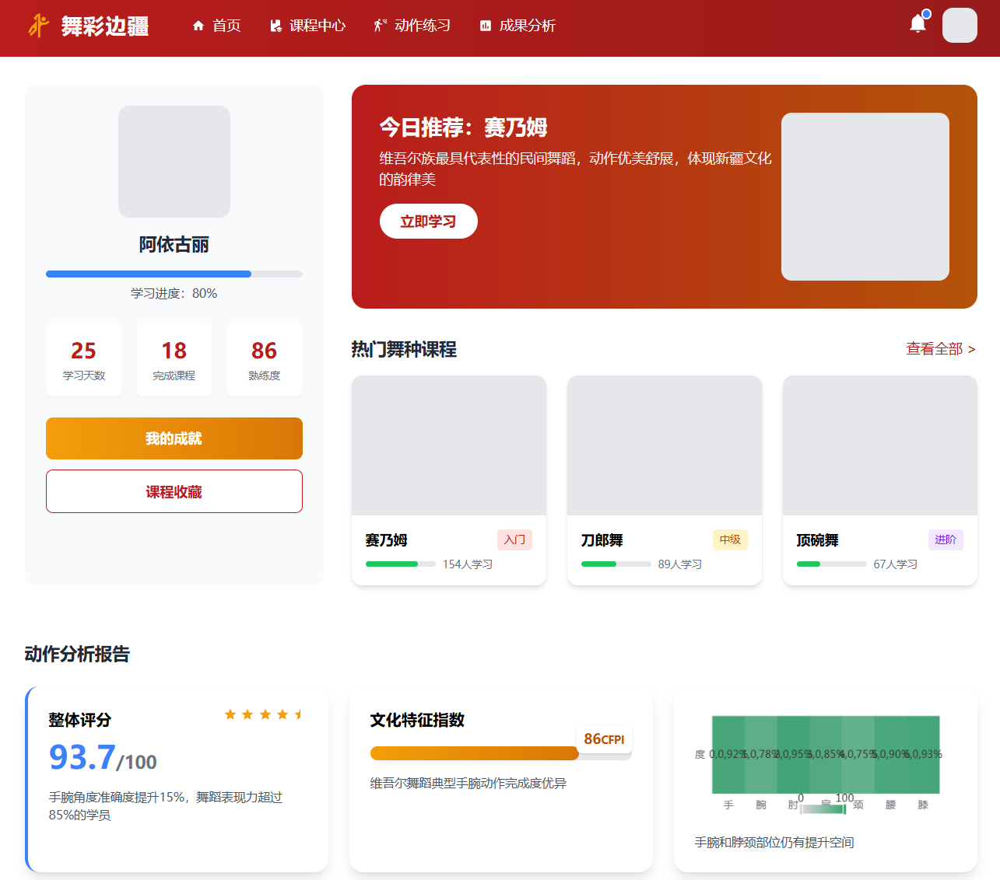 舞彩边疆
首页
课程中心
动作练习
成果分析
阿依古丽
学习进度：80%
25
学习天数
18
完成课程
86
熟练度
我的成就
课程收藏
今日推荐：赛乃姆
维吾尔族最具代表性的民间舞蹈，动作优美舒展，体现新疆文化
的韵律美
立即学习
热门舞种课程
查看全部 >
赛乃姆
入门
154人学习
刀郎舞
中级
89人学习
顶碗舞
进阶
67人学习
动作分析报告
整体评分
93.7/100
手腕角度准确度提升15%，舞蹈表现力超过
85%的学员
文化特征指数
86CFPI
维吾尔舞蹈典型手腕动作完成度优异
度 0,0,92% 1,0,78% 2,0,95% 3,0,85% 4,0,75% 5,0,90% 6,0,93%
手 腕 肘 肩 颈 腰 膝
0 100
手腕和脖颈部位仍有提升空间